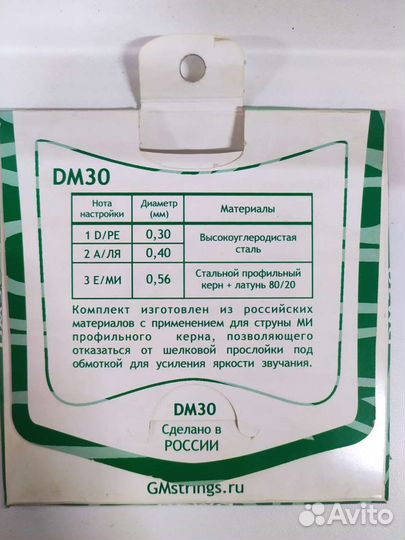 DM30
Нота настройки Диаметр (мм) Материалы
1 D/РЕ 0,30 Высокоуглеродистая сталь
2 А/ЛЯ 0,40
3 Е/МИ 0,56 Стальной профильный керн + латунь 80/20
Комплект изготовлен из российских
материалов с применением для струны МИ
профильного керна, позволяющего
отказаться от шелковой прослойки под
обмоткой для усиления яркости звучания.
DM30
Сделано в
РОССИИ
GMstrings.ru
Avito